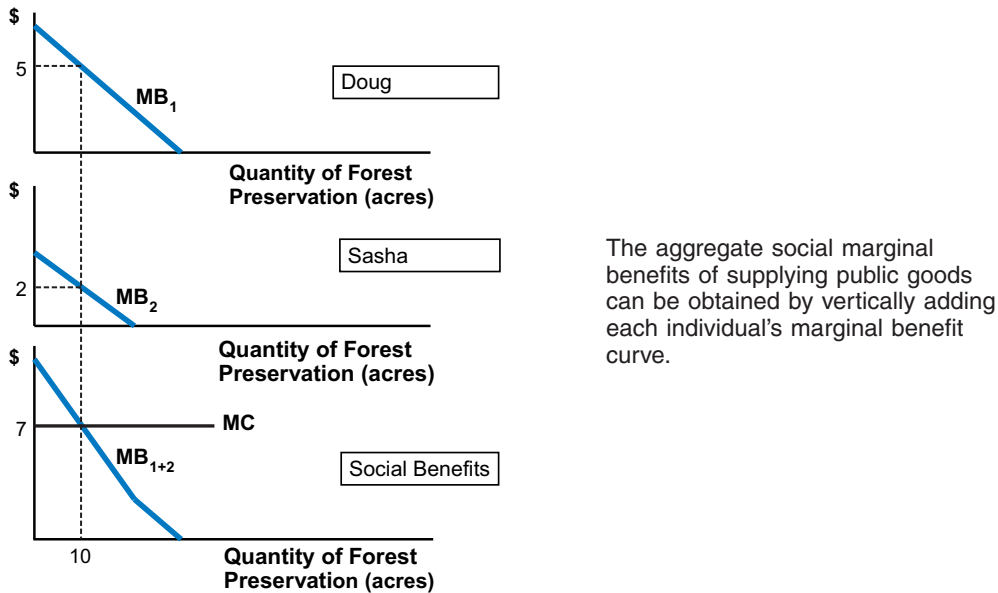 $
5
MB1
Doug
Quantity of Forest
Preservation (acres)
$
2
MB2
Sasha
Quantity of Forest
Preservation (acres)
$
7
MC
MB1+2
Social Benefits
10
Quantity of Forest
Preservation (acres)
The aggregate social marginal
benefits of supplying public goods
can be obtained by vertically adding
each individual's marginal benefit
curve.